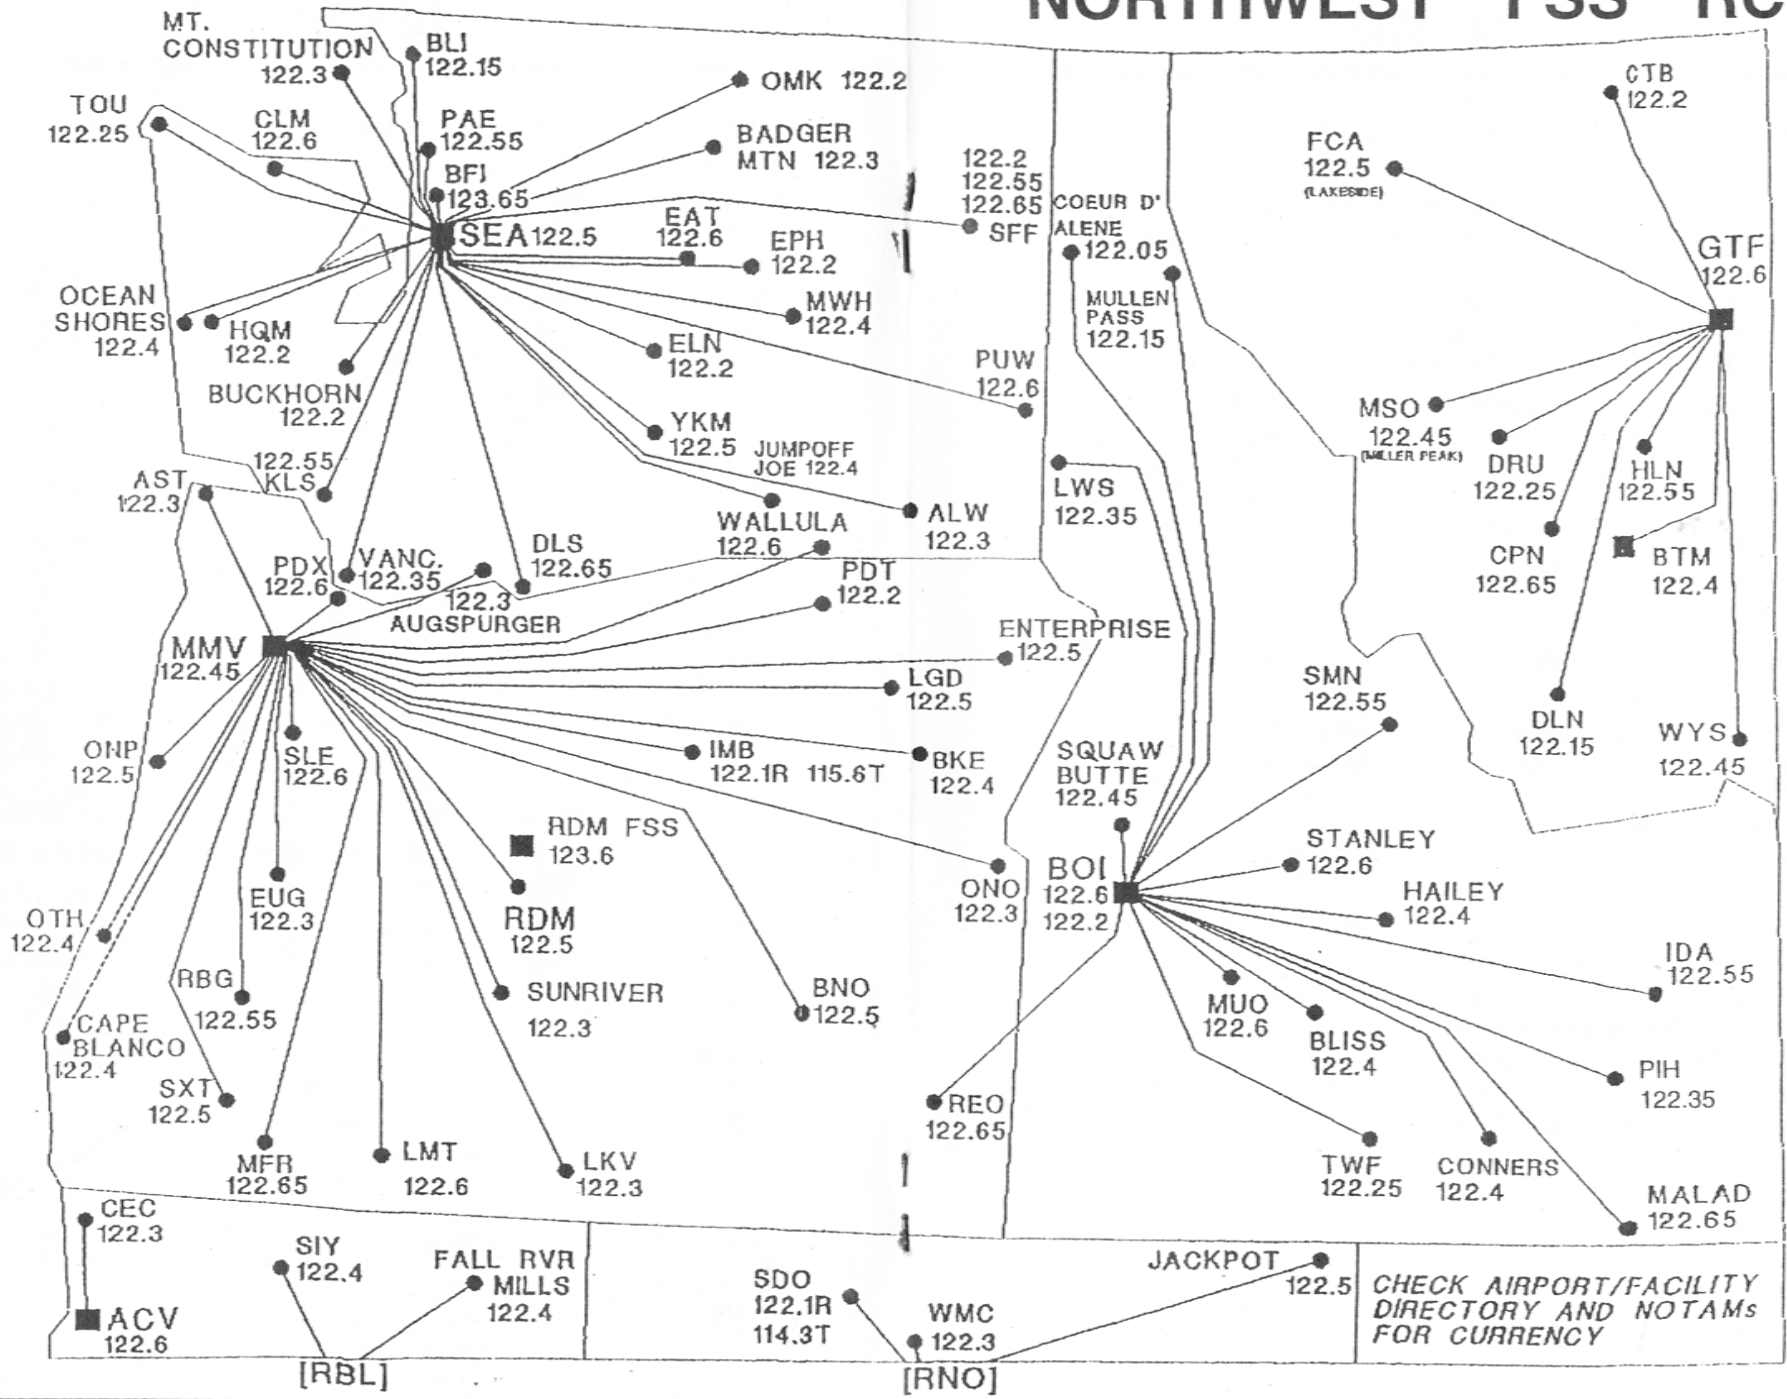 NORTHWEST FSS RC
MT.
CONSTITUTION
122.3
BLI
122.15
OMK 122.2
CTB
122.2
TOU
122.25
CLM
122.6
PAE
122.55
BADGER
MTN 122.3
FCA
122.5
(LAKESIDE)
BFI
123.65
122.2
122.55
122.65
SFF
COEUR D'
ALENE
122.05
SEA 122.5
EAT
122.6
EPH
122.2
GTF
122.6
OCEAN
SHORES
122.4
HQM
122.2
MWH
122.4
MULLEN
PASS
122.15
ELN
122.2
BUCKHORN
122.2
PUW
122.6
MSO
122.45
(MILLER PEAK)
YKM
122.5
JUMPOFF
JOE 122.4
DRU
122.25
HLN
122.55
122.55
KLS
AST
122.3
LWS
122.35
WALLULA
122.6
ALW
122.3
CPN
122.65
BTM
122.4
PDX
122.6
VANC.
122.35
DLS
122.65
122.3
AUGSPURGER
PDT
122.2
MMV
122.45
ENTERPRISE
122.5
LGD
122.5
SMN
122.55
DLN
122.15
WYS
122.45
ONP
122.5
SLE
122.6
IMB
122.1R 115.6T
BKE
122.4
SQUAW
BUTTE
122.45
RDM FSS
123.6
STANLEY
122.6
EUG
122.3
RDM
122.5
ONO
122.3
BOI
122.6
122.2
HAILEY
122.4
OTH
122.4
IDA
122.55
RBG
122.55
SUNRIVER
122.3
BNO
122.5
MUO
122.6
BLISS
122.4
CAPE
BLANCO
122.4
SXT
122.5
REO
122.65
PIH
122.35
MFR
122.65
LMT
122.6
LKV
122.3
TWF
122.25
CONNERS
122.4
MALAD
122.65
CEC
122.3
SIY
122.4
FALL RVR
MILLS
122.4
SDO
122.1R
114.3T
WMC
122.3
JACKPOT
122.5
ACV
122.6
CHECK AIRPORT/FACILITY
DIRECTORY AND NOTAMs
FOR CURRENCY
[RBL]
[RNO]